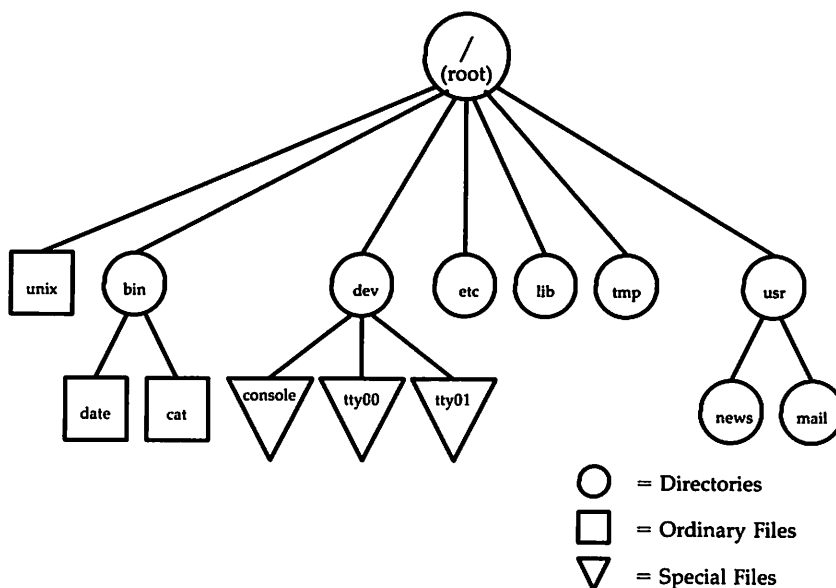 /
(root)
unix
bin
dev
etc
lib
tmp
usr
date
cat
console
tty00
tty01
news
mail
= Directories
= Ordinary Files
= Special Files